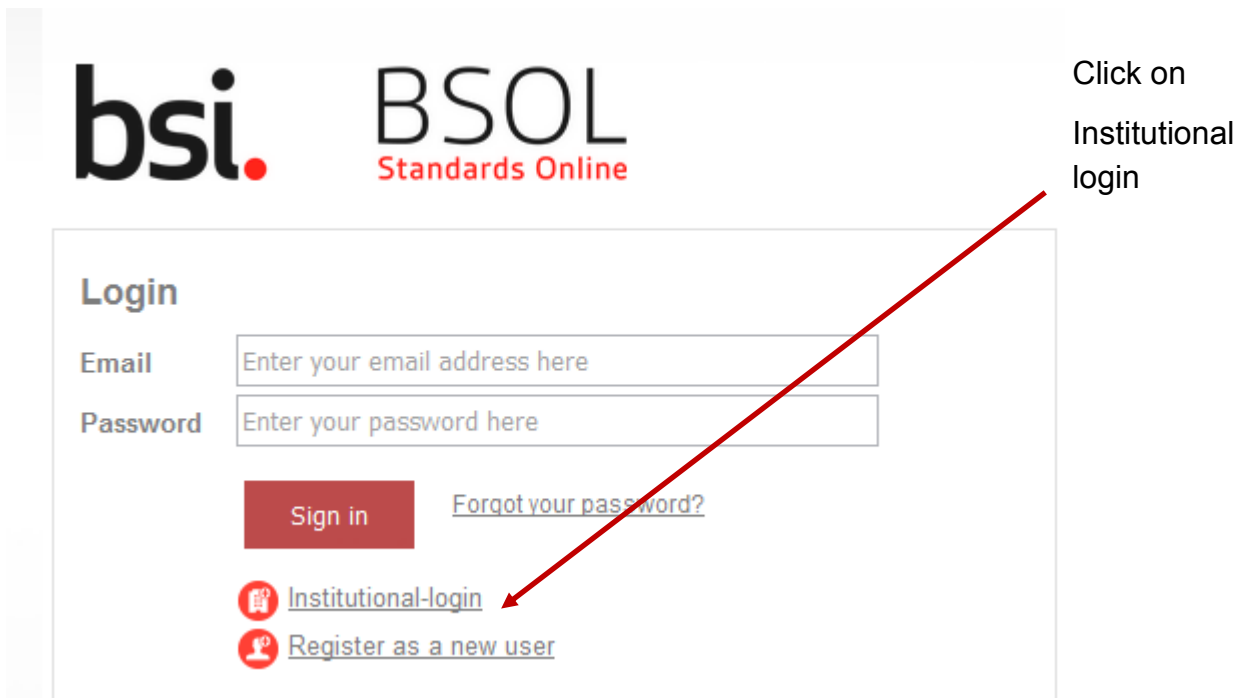 bsi.
BSOL
Standards Online
Click on
Institutional
login
Login
Email
Enter your email address here
Password
Enter your password here
Sign in
Forgot your password?
Institutional-login
Register as a new user